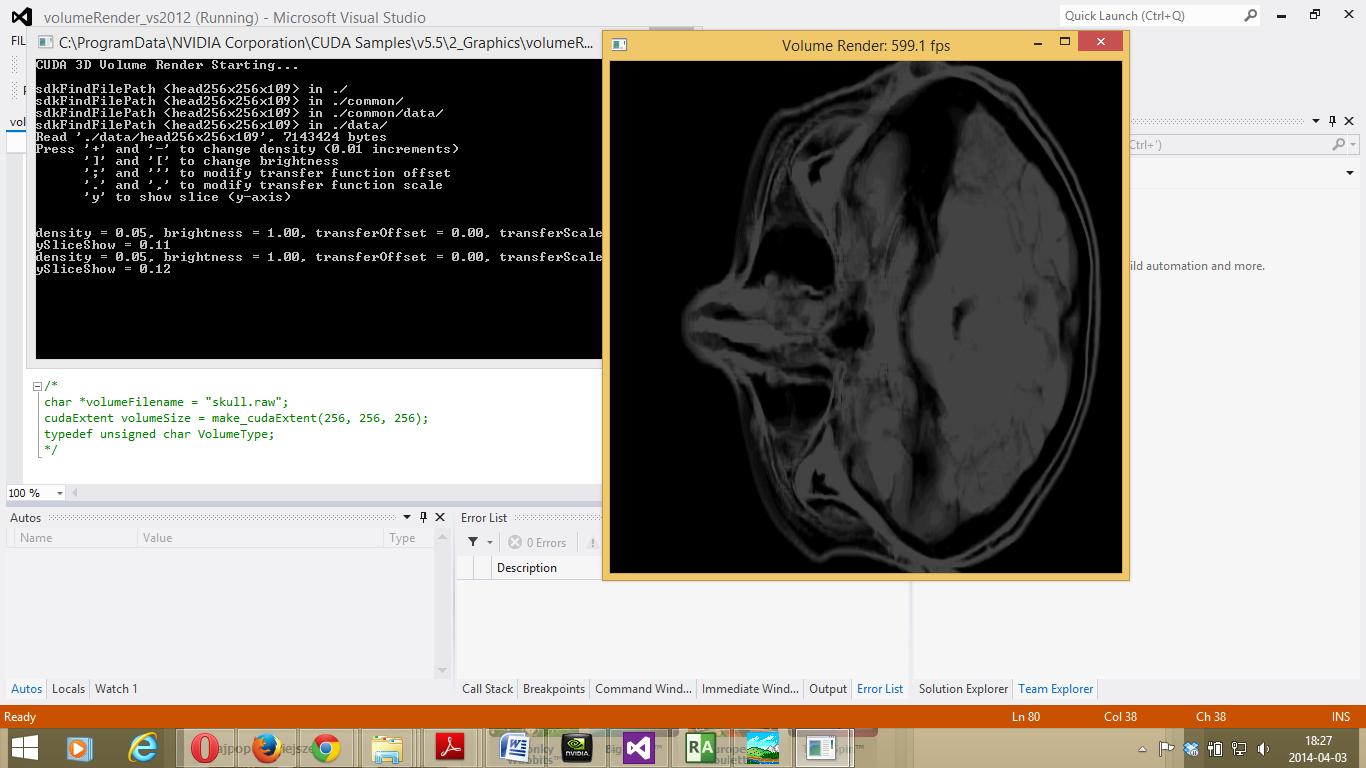 volumeRender_vs2012 (Running) - Microsoft Visual Studio
Quick Launch (Ctrl+Q)
FIL
C:\ProgramData\NVIDIA Corporation\CUDA Samples\v5.5\2_Graphics\volumeR...
Volume Render: 599.1 fps
CUDA 3D Volume Render Starting...
sdkFindFilePath <head256x256x109> in ./
sdkFindFilePath <head256x256x109> in ./common/
sdkFindFilePath <head256x256x109> in ./common/data/
sdkFindFilePath <head256x256x109> in ./data/
Read './data/head256x256x109', 7143424 bytes
Press '+' and '-' to change density (0.01 increments)
']' and '[' to change brightness
';' and ''' to modify transfer function offset
'.' and ',' to modify transfer function scale
'y' to show slice (y-axis)
density = 0.05, brightness = 1.00, transferOffset = 0.00, transferScale
ySliceShow = 0.11
density = 0.05, brightness = 1.00, transferOffset = 0.00, transferScale
ySliceShow = 0.12
vol
Ctrl+')
ild automation and more.
/*
char *volumeFilename = "skull.raw";
cudaExtent volumeSize = make_cudaExtent(256, 256, 256);
typedef unsigned char VolumeType;
*/
100 %
Autos
Name Value Type
Error List
0 Errors
Description
Autos Locals Watch 1
Call Stack Breakpoints Command Wind... Immediate Wind... Output Error List
Solution Explorer Team Explorer
Ready Ln 80 Col 38 Ch 38 INS
NVIDIA
RA
18:27
2014-04-03